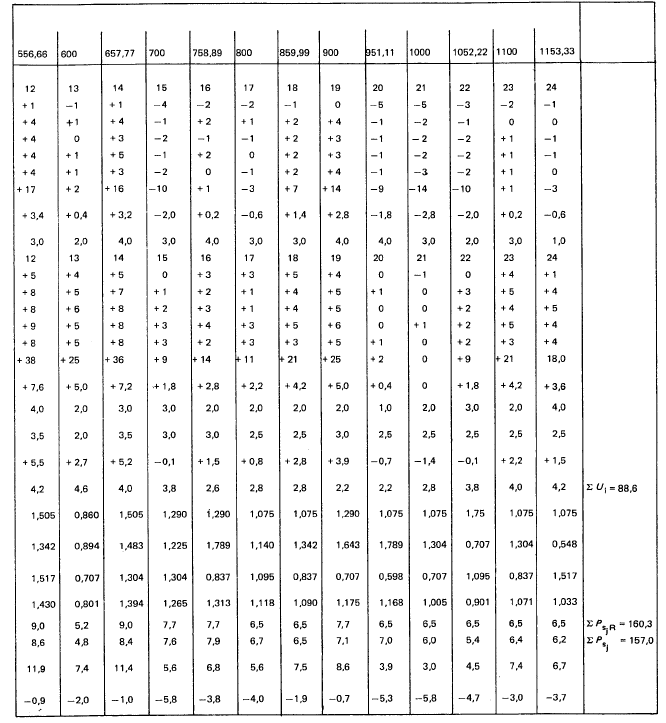 556,66 600 657,77 700 758,89 800 859,99 900 951,11 1000 1052,22 1100 1153,33
12 13 14 15 16 17 18 19 20 21 22 23 24
+1 −1 +1 −4 −2 −2 −1 0 −5 −5 −3 −2 −1
+4 +1 +4 −1 +2 +1 +2 +4 −1 −2 −1 0 0
+4 0 +3 −2 −1 −1 +2 +3 −1 −2 −2 +1 −1
+4 +1 +5 −1 +2 0 +2 +3 −1 −2 −2 +1 −1
+4 +1 +3 −2 0 −1 +2 +4 −1 −3 −2 +1 0
+17 +2 +16 −10 +1 −3 +7 +14 −9 −14 −10 +1 −3
+3,4 +0,4 +3,2 −2,0 +0,2 −0,6 +1,4 +2,8 −1,8 −2,8 −2,0 +0,2 −0,6
3,0 2,0 4,0 3,0 4,0 3,0 3,0 4,0 4,0 3,0 2,0 3,0 1,0
12 13 14 15 16 17 18 19 20 21 22 23 24
+5 +4 +5 0 +3 +3 +5 +4 0 −1 0 +4 +1
+8 +5 +7 +1 +2 +1 +4 +5 +1 0 +3 +5 +4
+8 +6 +8 +2 +3 +1 +4 +5 0 0 +2 +4 +5
+9 +5 +8 +3 +4 +3 +5 +6 0 +1 +2 +5 +4
+8 +5 +8 +3 +2 +3 +3 +5 +1 0 +2 +3 +4
+38 +25 +36 +9 +14 +11 +21 +25 +2 0 +9 +21 18,0
+7,6 +5,0 +7,2 +1,8 +2,8 +2,2 +4,2 +5,0 +0,4 0 +1,8 +4,2 +3,6
4,0 2,0 3,0 3,0 2,0 2,0 2,0 2,0 1,0 2,0 3,0 2,0 4,0
3,5 2,0 3,5 3,0 3,0 2,5 2,5 3,0 2,5 2,5 2,5 2,5 2,5
+5,5 +2,7 +5,2 −0,1 +1,5 +0,8 +2,8 +3,9 −0,7 −1,4 −0,1 +2,2 +1,5
4,2 4,6 4,0 3,8 2,6 2,8 2,8 2,2 2,2 2,8 3,8 4,0 4,2 Σ U_i = 88,6
1,505 0,860 1,505 1,290 1,290 1,075 1,075 1,290 1,075 1,075 1,75 1,075 1,075
1,342 0,894 1,483 1,225 1,789 1,140 1,342 1,643 1,789 1,304 0,707 1,304 0,548
1,517 0,707 1,304 1,304 0,837 1,095 0,837 0,707 0,598 0,707 1,095 0,837 1,517
1,430 0,801 1,394 1,265 1,313 1,118 1,090 1,175 1,168 1,005 0,901 1,071 1,033
9,0 5,2 9,0 7,7 7,7 6,5 6,5 7,7 6,5 6,5 6,5 6,5 6,5 Σ P_sjR = 160,3
8,6 4,8 8,4 7,6 7,9 6,7 6,5 7,1 7,0 6,0 5,4 6,4 6,2 Σ P_sj = 157,0
11,9 7,4 11,4 5,6 6,8 5,6 7,5 8,6 3,9 3,0 4,5 7,4 6,7
−0,9 −2,0 −1,0 −5,8 −3,8 −4,0 −1,9 −0,7 −5,3 −5,8 −4,7 −3,0 −3,7